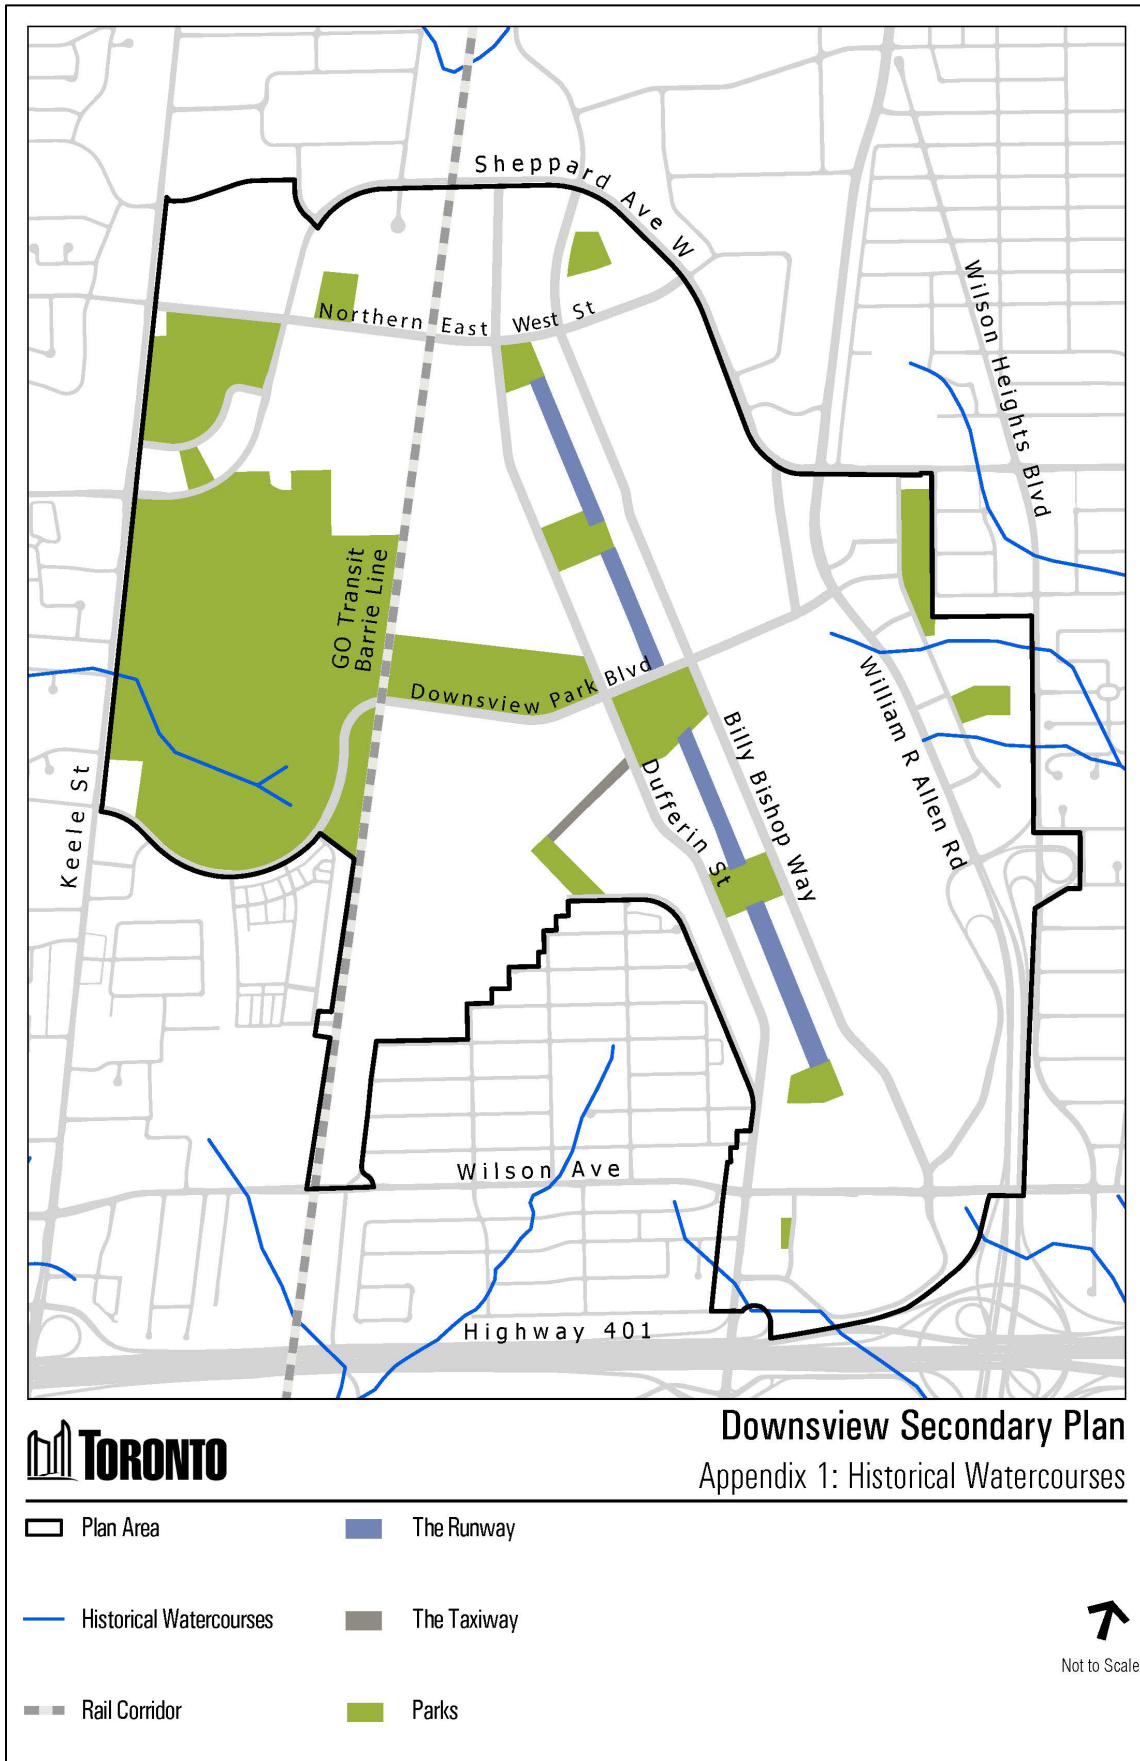 Sheppard Ave W
Wilson Heights Blvd
Northern East West St
GO Transit
Barrie Line
Downsview Park Blvd
William R Allen Rd
Billy Bishop Way
Dufferin St
Keele St
Wilson Ave
Highway 401
TORONTO
Downsview Secondary Plan
Appendix 1: Historical Watercourses
Plan Area
The Runway
Historical Watercourses
The Taxiway
Not to Scale
Rail Corridor
Parks